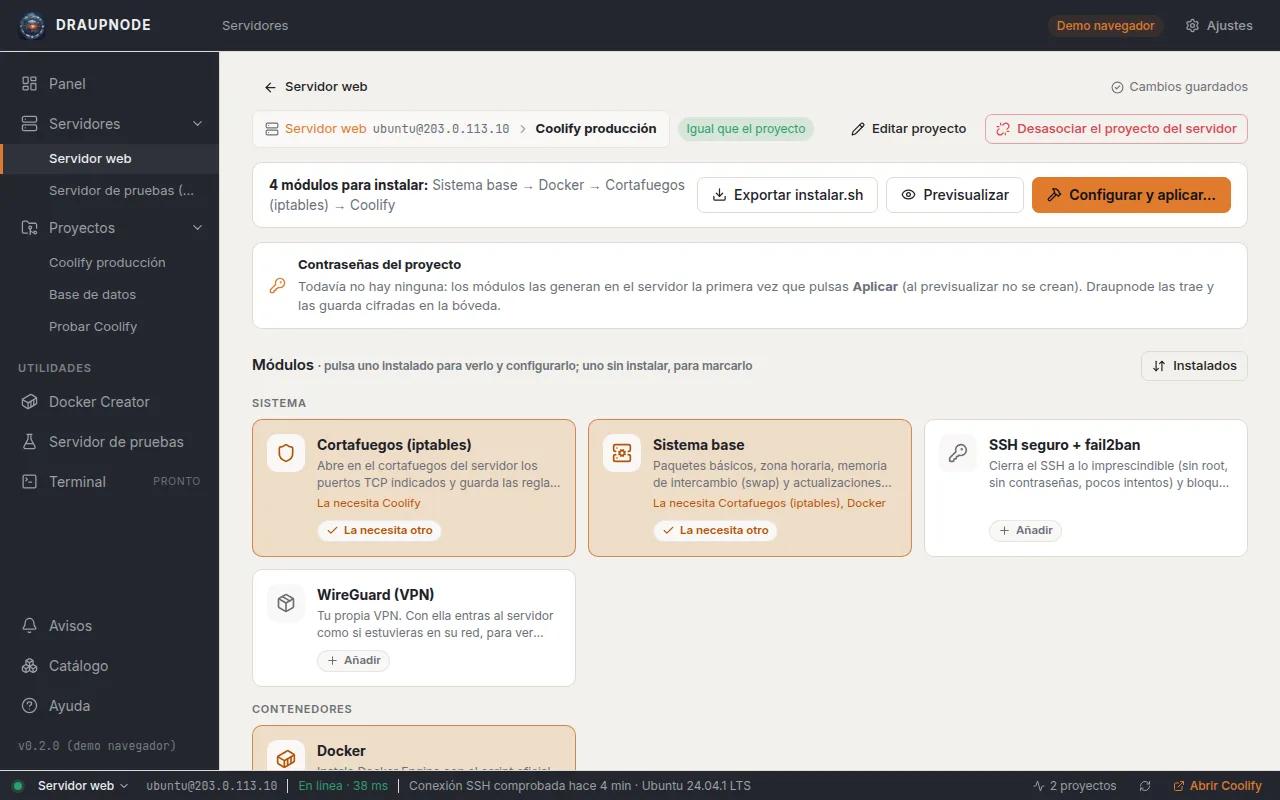 DRAUPNODE
Servidores
Demo navegador
Ajustes
Panel
Servidores
Servidor web
Servidor de pruebas (...
Proyectos
Coolify producción
Base de datos
Probar Coolify
UTILIDADES
Docker Creator
Servidor de pruebas
Terminal PRONTO
Avisos
Catálogo
Ayuda
v0.2.0 (demo navegador)
← Servidor web
Cambios guardados
Servidor web ubuntu@203.0.113.10 > Coolify producción
Igual que el proyecto
Editar proyecto
Desasociar el proyecto del servidor
4 módulos para instalar: Sistema base → Docker → Cortafuegos
(iptables) → Coolify
Exportar instalar.sh
Previsualizar
Configurar y aplicar...
Contraseñas del proyecto
Todavía no hay ninguna: los módulos las generan en el servidor la primera vez que pulsas Aplicar (al previsualizar no se crean). Draupnode las trae y
las guarda cifradas en la bóveda.
Módulos · pulsa uno instalado para verlo y configurarlo; uno sin instalar, para marcarlo
Instalados
SISTEMA
Cortafuegos (iptables)
Abre en el cortafuegos del servidor los
puertos TCP indicados y guarda las regla...
La necesita Coolify
La necesita otro
Sistema base
Paquetes básicos, zona horaria, memoria
de intercambio (swap) y actualizaciones...
La necesita Cortafuegos (iptables), Docker
La necesita otro
SSH seguro + fail2ban
Cierra el SSH a lo imprescindible (sin root,
sin contraseñas, pocos intentos) y bloqu...
+ Añadir
WireGuard (VPN)
Tu propia VPN. Con ella entras al servidor
como si estuvieras en su red, para ver...
+ Añadir
CONTENEDORES
Docker
Servidor web
ubuntu@203.0.113.10
En línea · 38 ms
Conexión SSH comprobada hace 4 min · Ubuntu 24.04.1 LTS
2 proyectos
Abrir Coolify